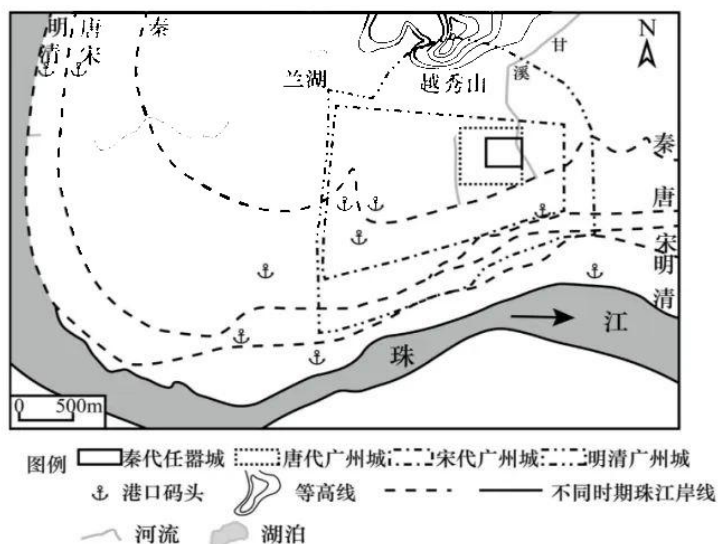 明清
唐宋
秦
N
甘溪
兰湖
越秀山
秦
唐
宋
明
清
珠江
0 500m
图例 秦代任嚣城 唐代广州城 宋代广州城 明清广州城
港口码头 等高线 不同时期珠江岸线
河流 湖泊